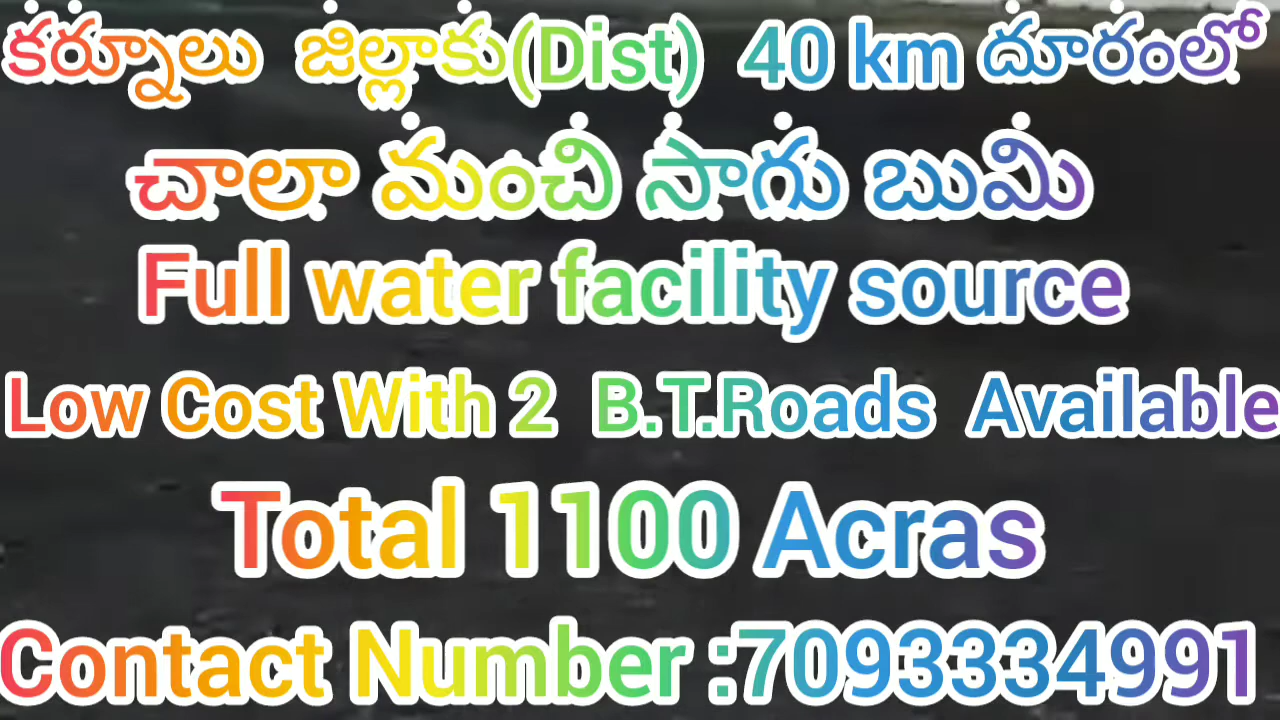 కర్నూలు జిల్లాకు(Dist) 40 km దూరంలో
చాలా మంచి సాగు బుమి
Full water facility source
Low Cost With 2 B.T.Roads Available
Total 1100 Acras
Contact Number :7093334991